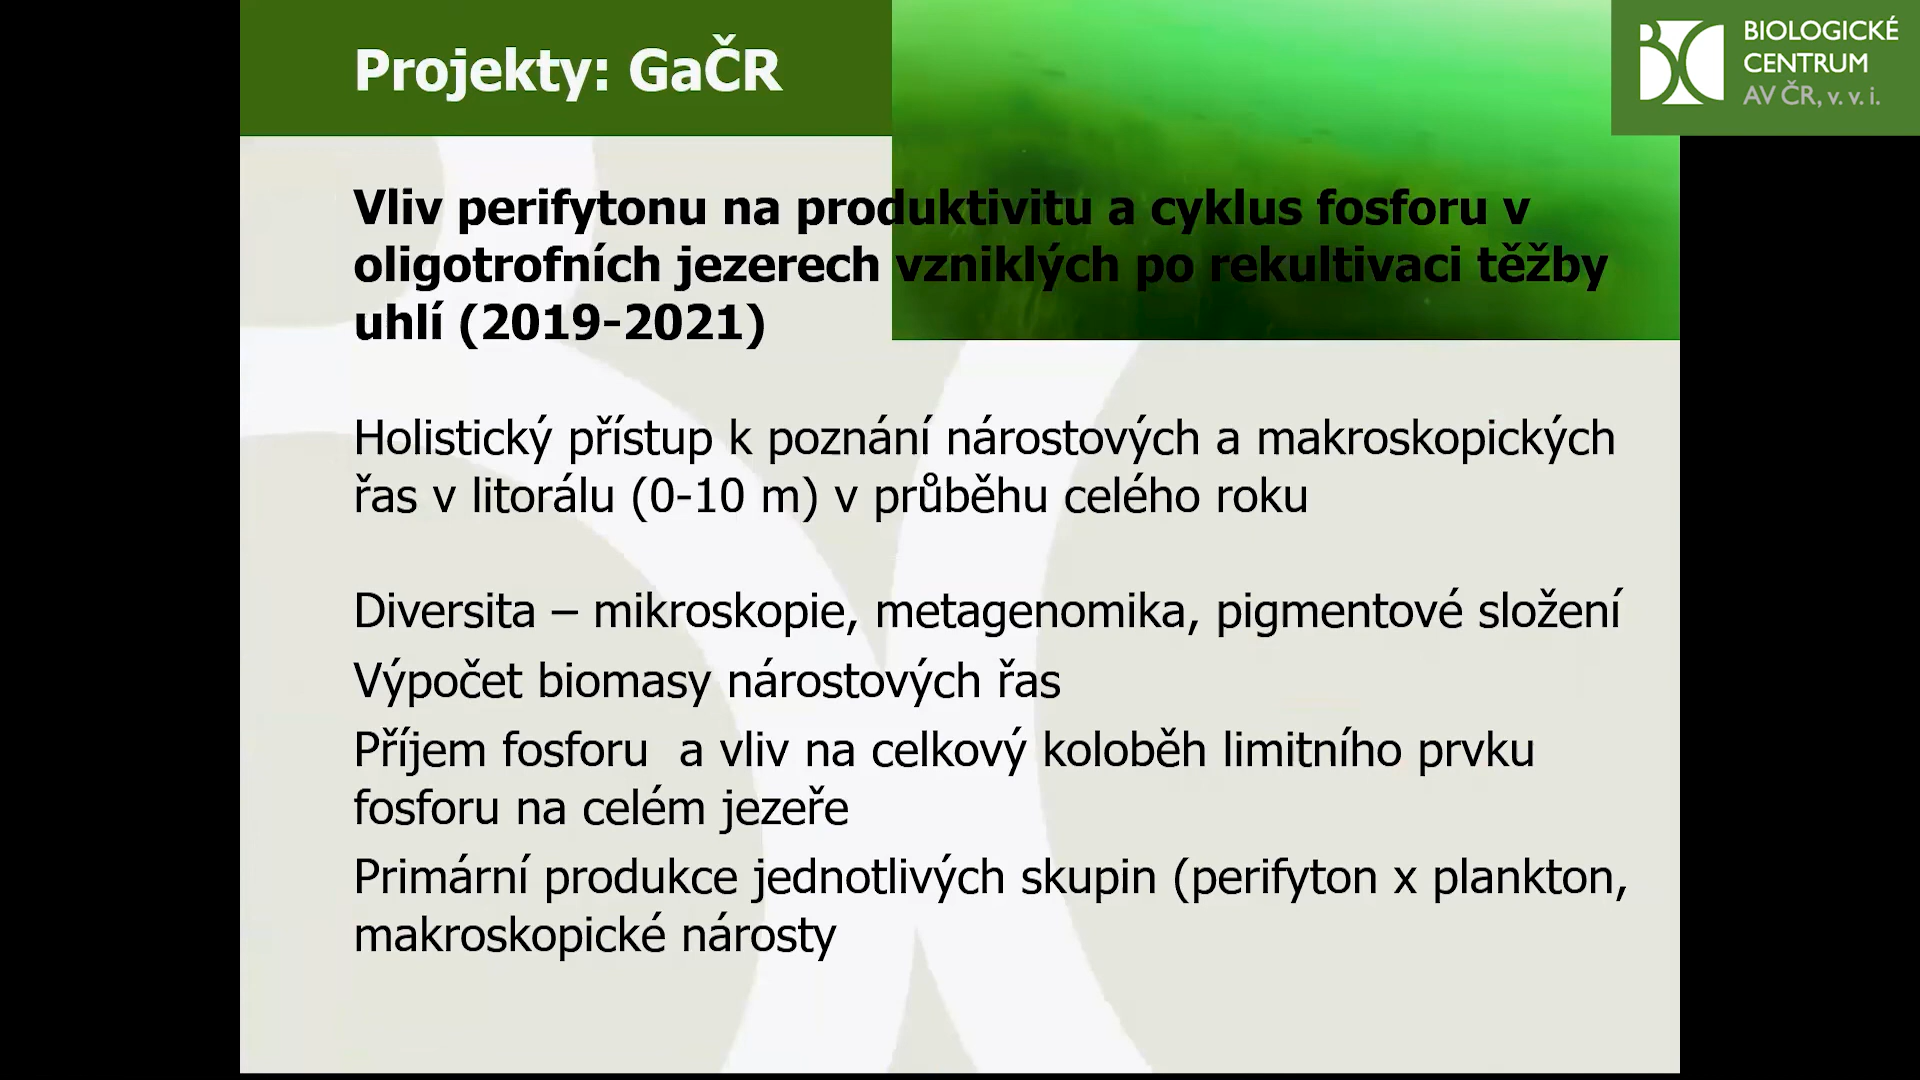 Projekty: GaČR
BIOLOGICKÉ
CENTRUM
AV ČR, v. v. i.
Vliv perifytonu na produktivitu a cyklus fosforu v
oligotrofních jezerech vzniklých po rekultivaci těžby
uhlí (2019-2021)
Holistický přístup k poznání nárostových a makroskopických
řas v litorálu (0-10 m) v průběhu celého roku
Diversita – mikroskopie, metagenomika, pigmentové složení
Výpočet biomasy nárostových řas
Příjem fosforu  a vliv na celkový koloběh limitního prvku
fosforu na celém jezeře
Primární produkce jednotlivých skupin (perifyton x plankton,
makroskopické nárosty